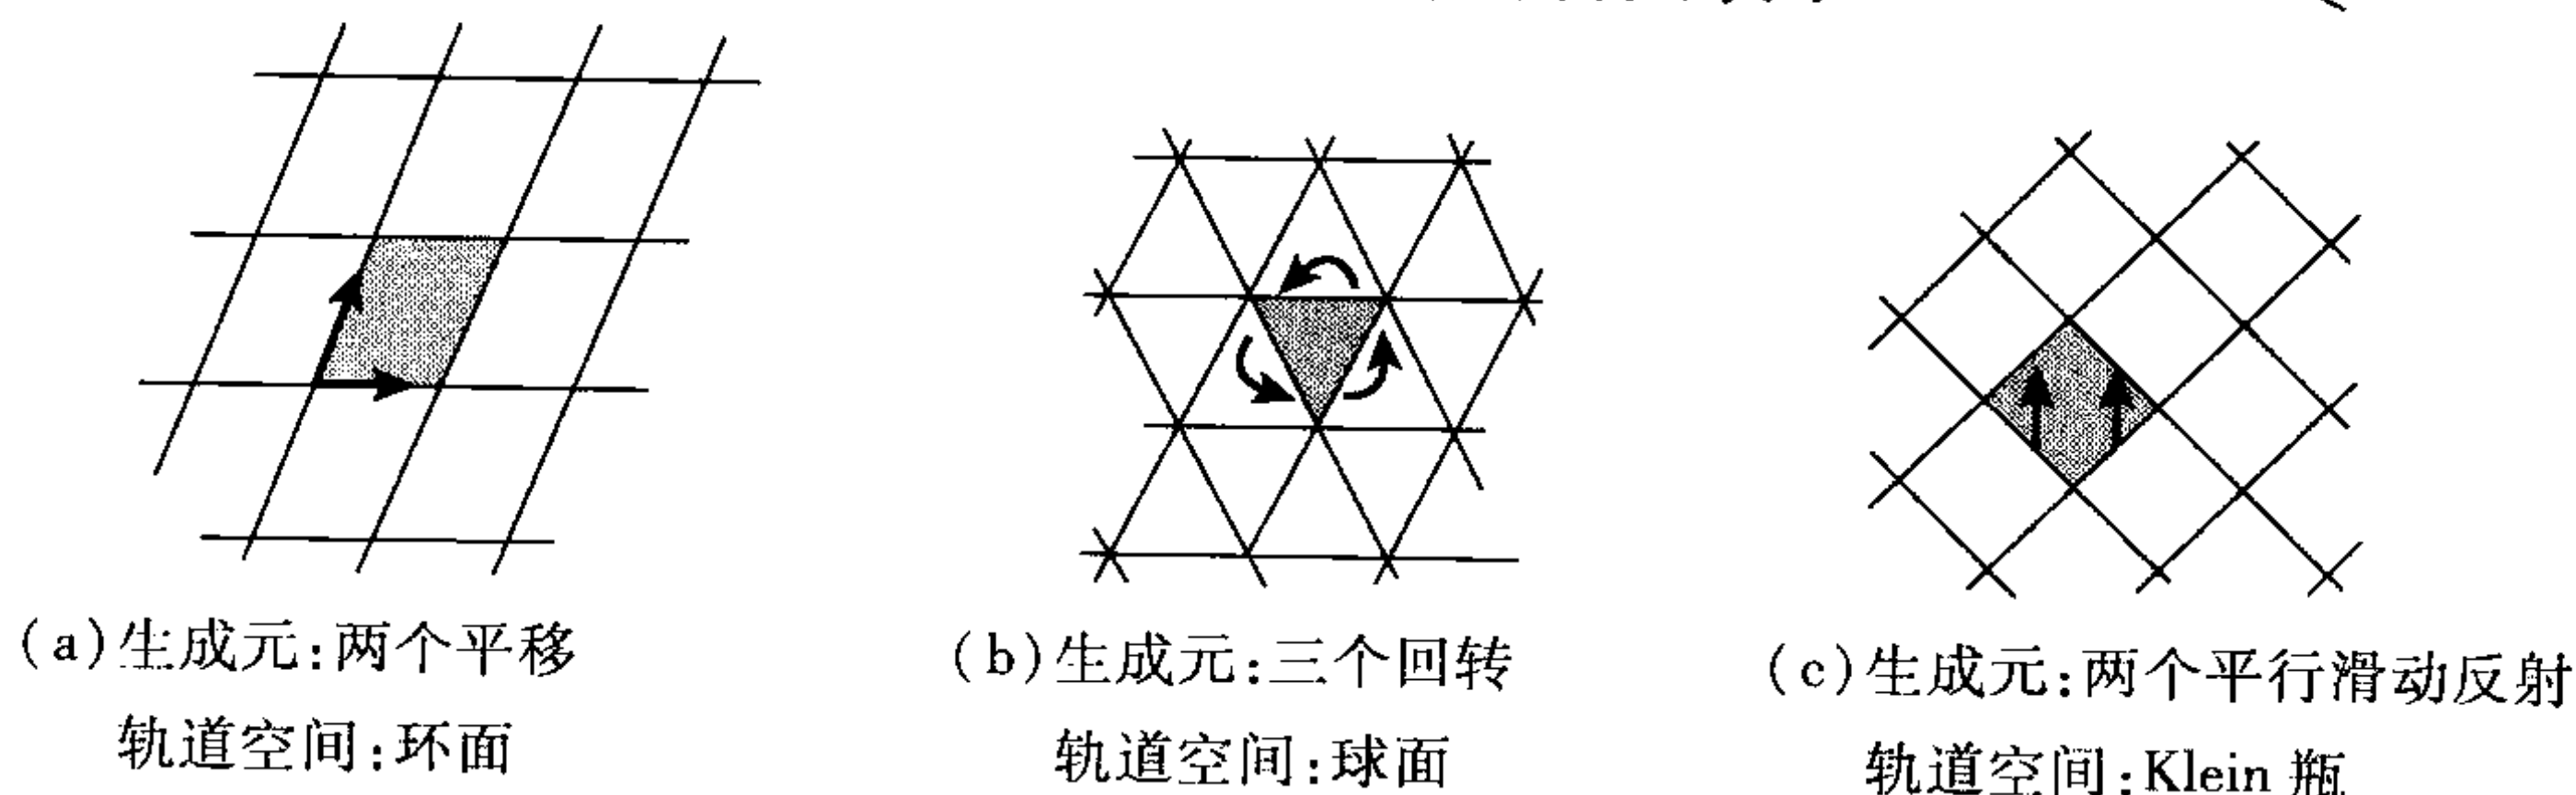 (a)生成元:两个平移
轨道空间:环面
(b)生成元:三个回转
轨道空间:球面
(c)生成元:两个平行滑动反射
轨道空间:Klein 瓶